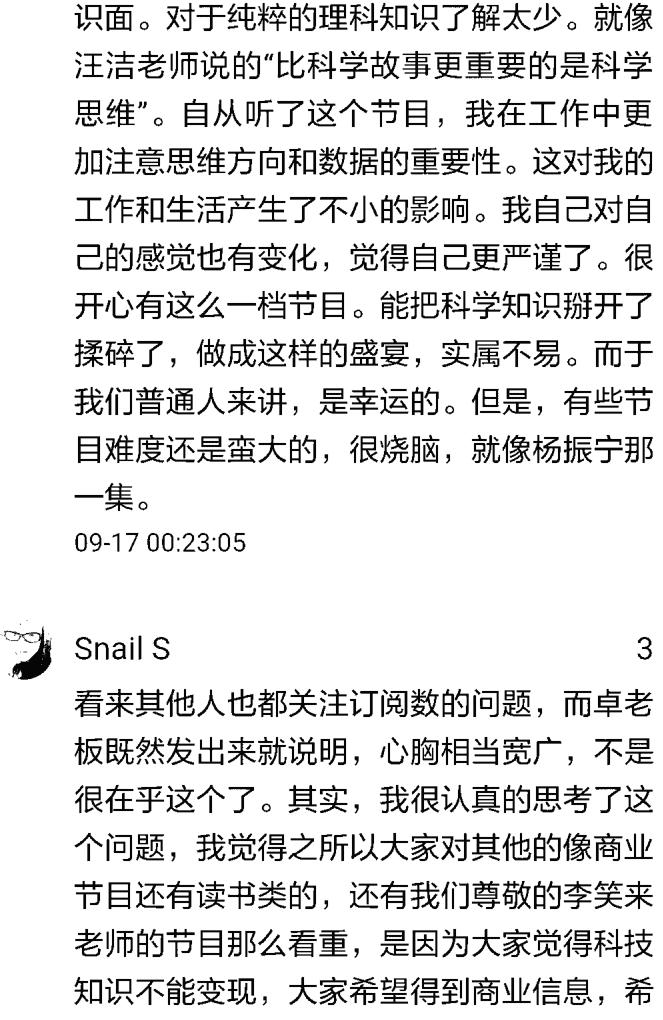 识面。对于纯粹的理科知识了解太少。就像
汪洁老师说的“比科学故事更重要的是科学
思维”。自从听了这个节目，我在工作中更
加注意思维方向和数据的重要性。这对我的
工作和生活产生了不小的影响。我自己对自
己的感觉也有变化，觉得自己更严谨了。很
开心有这么一档节目。能把科学知识掰开了
揉碎了，做成这样的盛宴，实属不易。而于
我们普通人来讲，是幸运的。但是，有些节
目难度还是蛮大的，很烧脑，就像杨振宁那
一集。
09-17 00:23:05
Snail S 3
看来其他人也都关注订阅数的问题，而卓老
板既然发出来就说明，心胸相当宽广，不是
很在乎这个了。其实，我很认真的思考了这
个问题，我觉得之所以大家对其他的像商业
节目还有读书类的，还有我们尊敬的李笑来
老师的节目那么看重，是因为大家觉得科技
知识不能变现，大家希望得到商业信息，希